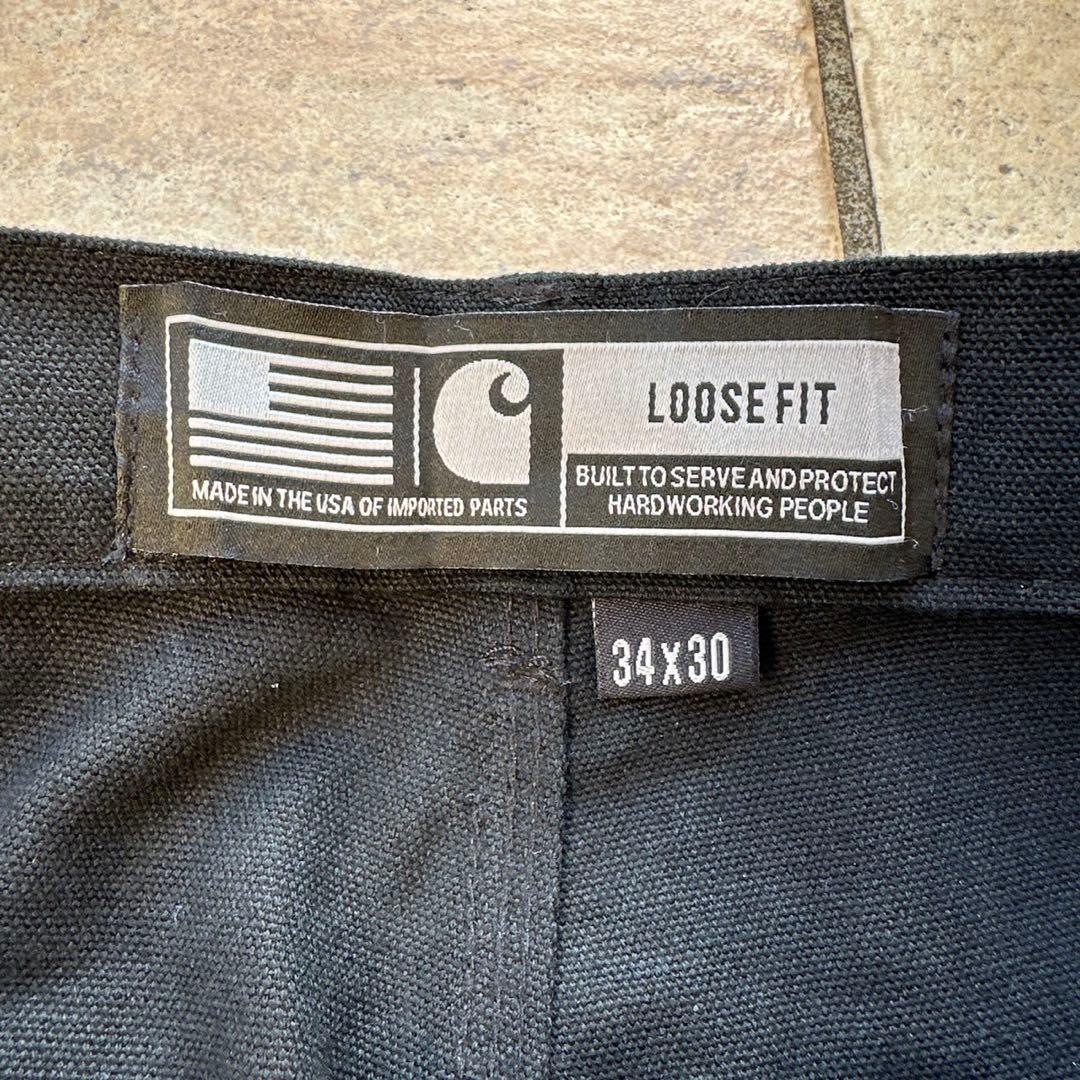 LOOSE FIT
MADE IN THE USA OF IMPORTED PARTS
BUILT TO SERVE AND PROTECT
HARDWORKING PEOPLE
34X30